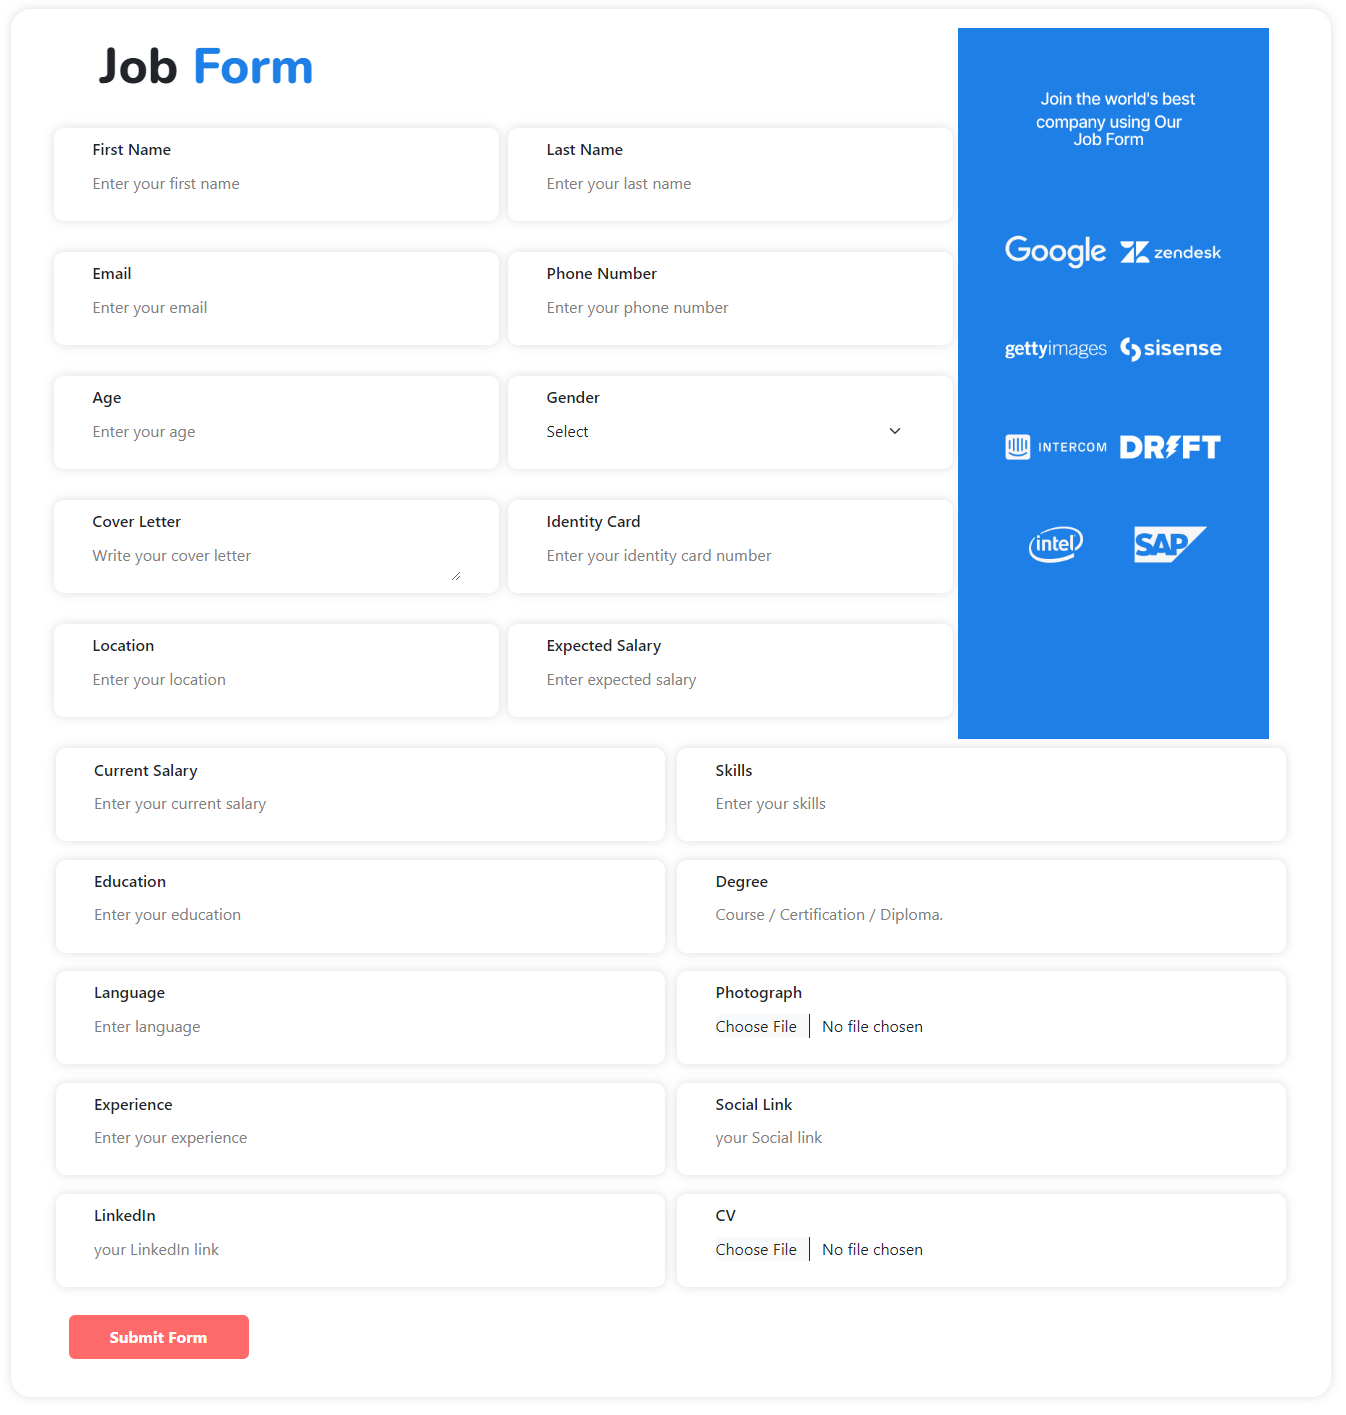 Job Form
Join the world's best
company using Our
Job Form
First Name
Enter your first name
Last Name
Enter your last name
Google
zendesk
Email
Enter your email
Phone Number
Enter your phone number
gettyimages
sisense
Age
Enter your age
Gender
Select
INTERCOM
DRIFT
Cover Letter
Write your cover letter
Identity Card
Enter your identity card number
intel
SAP
Location
Enter your location
Expected Salary
Enter expected salary
Current Salary
Enter your current salary
Skills
Enter your skills
Education
Enter your education
Degree
Course / Certification / Diploma.
Language
Enter language
Photograph
Choose File No file chosen
Experience
Enter your experience
Social Link
your Social link
LinkedIn
your LinkedIn link
CV
Choose File No file chosen
Submit Form